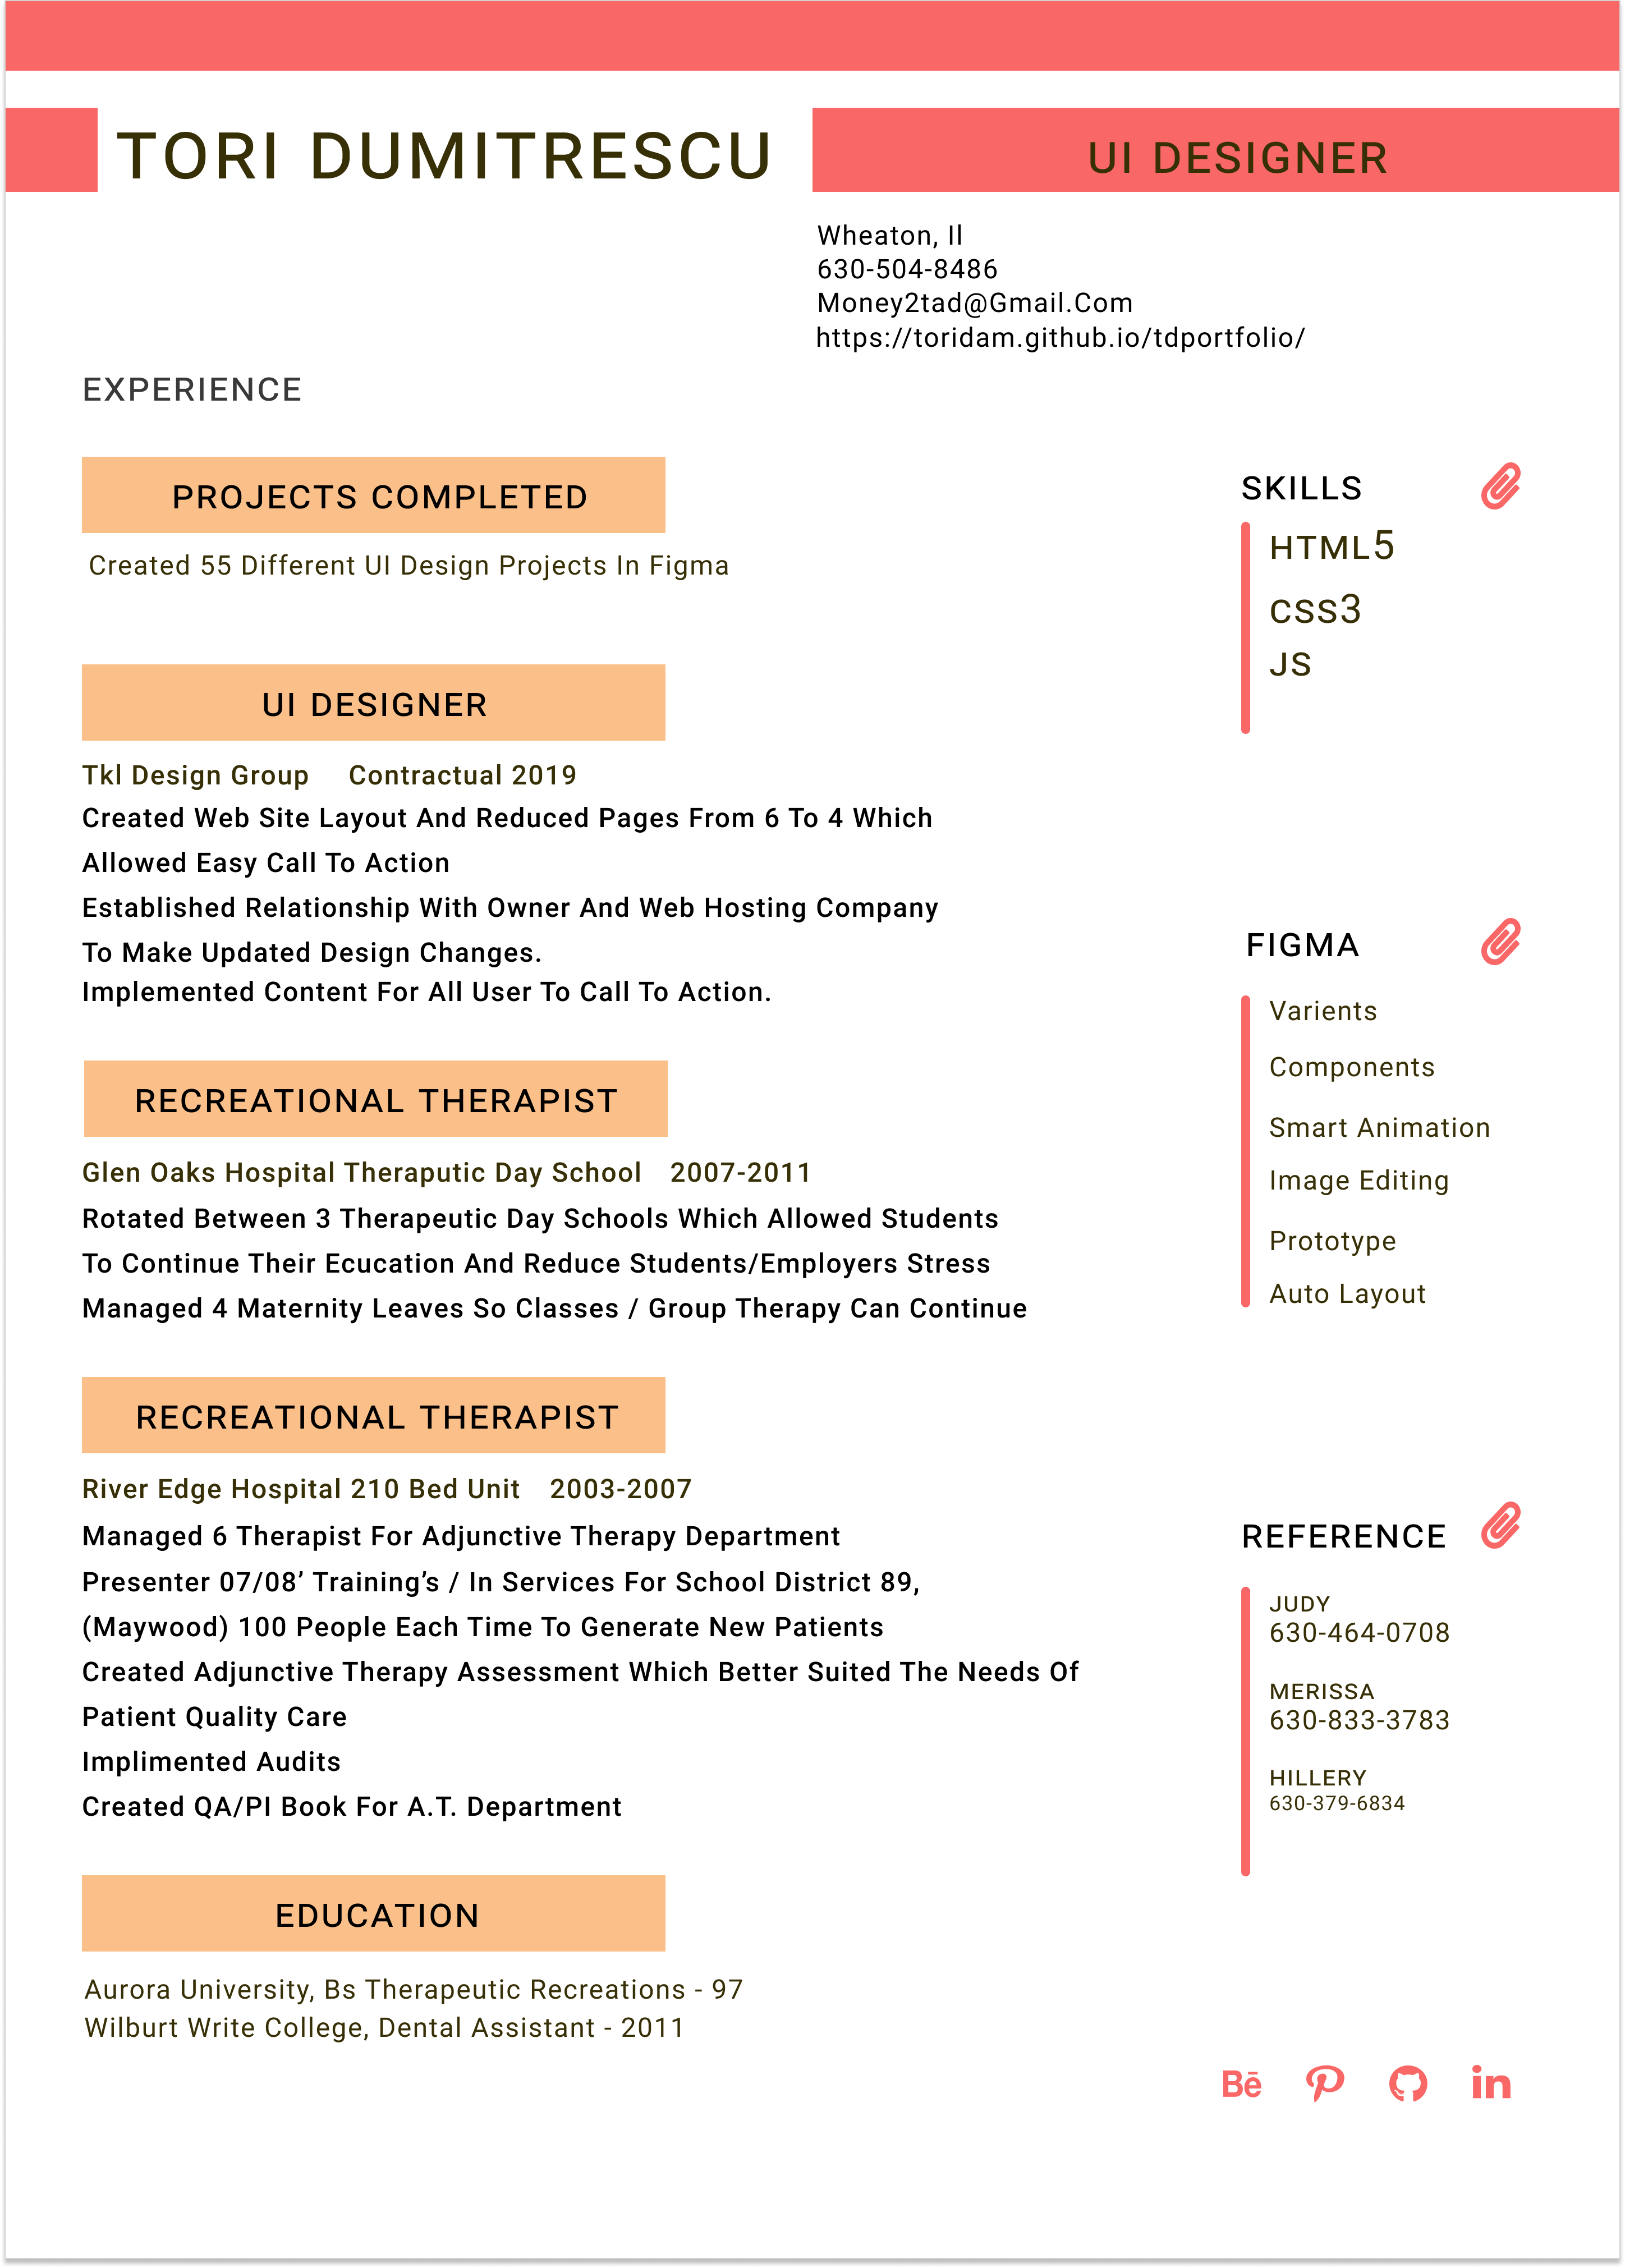 TORI DUMITRESCU
UI DESIGNER
Wheaton, Il
630-504-8486
Money2tad@Gmail.Com
https://toridam.github.io/tdportfolio/
EXPERIENCE
PROJECTS COMPLETED
Created 55 Different UI Design Projects In Figma
UI DESIGNER
Tkl Design Group Contractual 2019
Created Web Site Layout And Reduced Pages From 6 To 4 Which
Allowed Easy Call To Action
Established Relationship With Owner And Web Hosting Company
To Make Updated Design Changes.
Implemented Content For All User To Call To Action.
RECREATIONAL THERAPIST
Glen Oaks Hospital Theraputic Day School 2007-2011
Rotated Between 3 Therapeutic Day Schools Which Allowed Students
To Continue Their Ecucation And Reduce Students/Employers Stress
Managed 4 Maternity Leaves So Classes / Group Therapy Can Continue
RECREATIONAL THERAPIST
River Edge Hospital 210 Bed Unit 2003-2007
Managed 6 Therapist For Adjunctive Therapy Department
Presenter 07/08’ Training’s / In Services For School District 89,
(Maywood) 100 People Each Time To Generate New Patients
Created Adjunctive Therapy Assessment Which Better Suited The Needs Of
Patient Quality Care
Implimented Audits
Created QA/PI Book For A.T. Department
EDUCATION
Aurora University, Bs Therapeutic Recreations - 97
Wilburt Write College, Dental Assistant - 2011
SKILLS
HTML5
CSS3
JS
FIGMA
Varients
Components
Smart Animation
Image Editing
Prototype
Auto Layout
REFERENCE
JUDY
630-464-0708
MERISSA
630-833-3783
HILLERY
630-379-6834
Bē
in